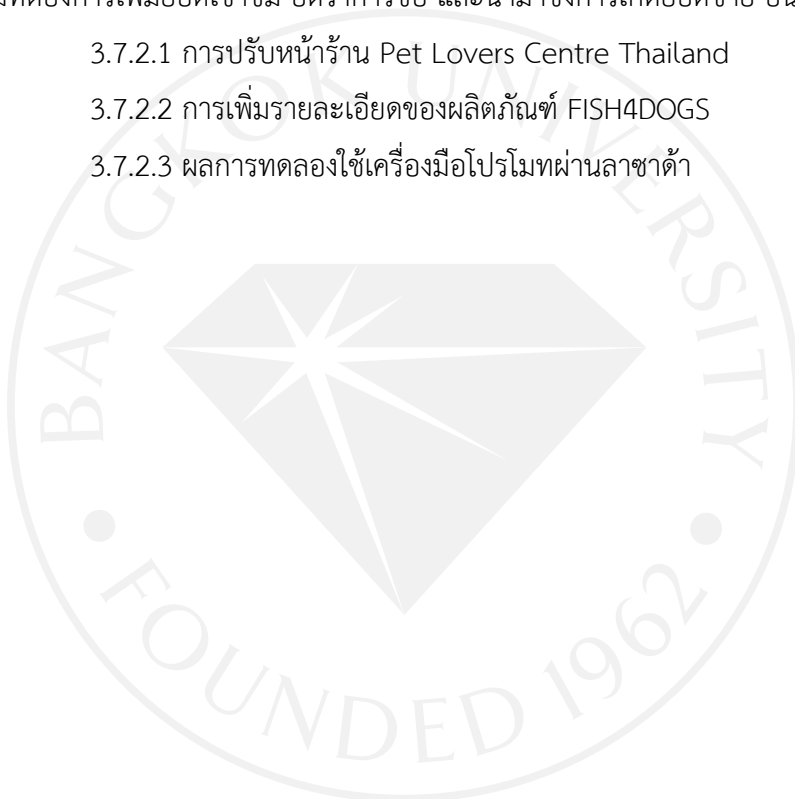 3.7.2.1 การปรับหน้าร้าน Pet Lovers Centre Thailand
3.7.2.2 การเพิ่มรายละเอียดของผลิตภัณฑ์ FISH4DOGS
3.7.2.3 ผลการทดลองใช้เครื่องมือโปรโมทผ่านลาซาด้า
BANGKOK UNIVERSITY
FOUNDED 1962